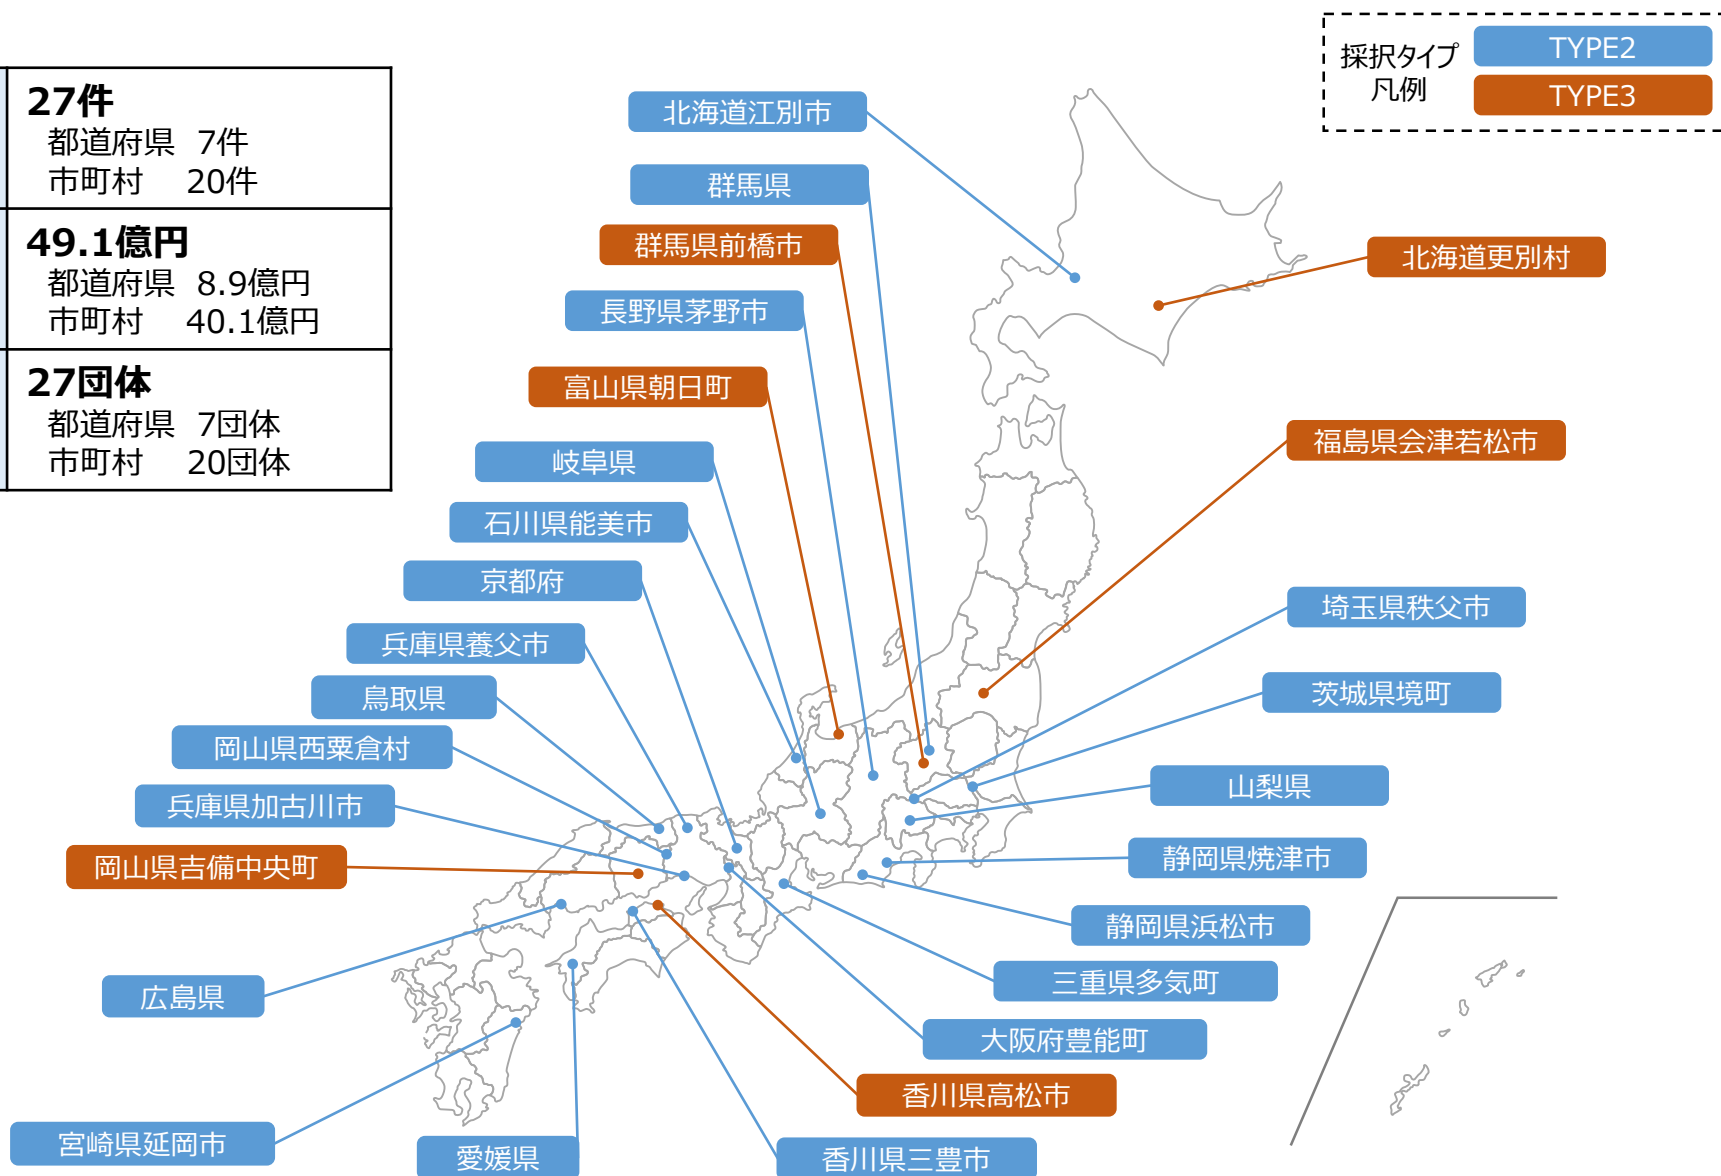 27件
都道府県 7件
市町村 20件
49.1億円
都道府県 8.9億円
市町村 40.1億円
27団体
都道府県 7団体
市町村 20団体
採択タイプ
凡例
TYPE2
TYPE3
北海道江別市
群馬県
群馬県前橋市
長野県茅野市
富山県朝日町
岐阜県
石川県能美市
京都府
兵庫県養父市
鳥取県
岡山県西粟倉村
兵庫県加古川市
岡山県吉備中央町
広島県
宮崎県延岡市
愛媛県
香川県三豊市
香川県高松市
大阪府豊能町
三重県多気町
静岡県浜松市
静岡県焼津市
山梨県
茨城県境町
埼玉県秩父市
福島県会津若松市
北海道更別村